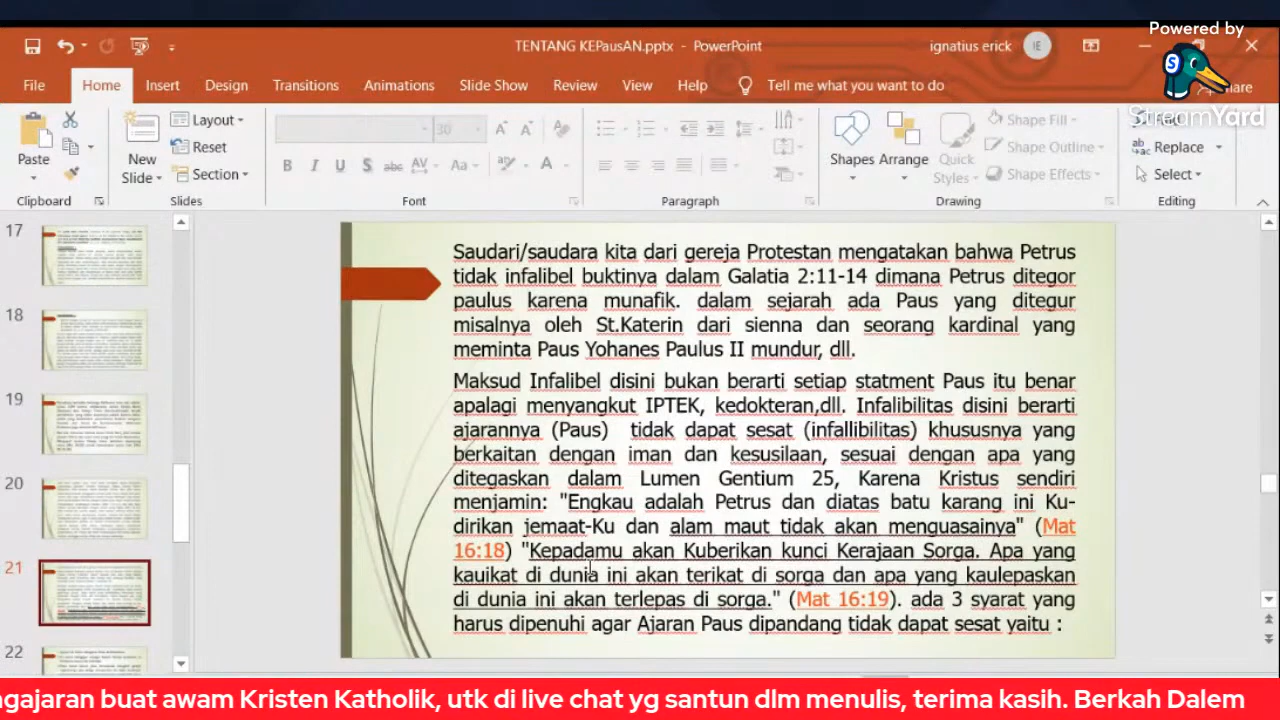 Powered by
StreamYard
TENTANG KEPausAN.pptx - PowerPoint
ignatius erick
IE
File Home Insert Design Transitions Animations Slide Show Review View Help Tell me what you want to do
Paste
Clipboard
New Slide
Layout
Reset
Section
Slides
30
B I U S abc AV Aa A
Font
Paragraph
Shapes Arrange Quick Styles
Shape Fill
Shape Outline
Shape Effects
Drawing
Replace
Select
Editing
17
18
19
20
21
22
Saudari/saudara kita dari gereja Protestan mengatakan bahwa Petrus
tidak infalibel buktinya dalam Galatia 2:11-14 dimana Petrus ditegor
paulus karena munafik. dalam sejarah ada Paus yang ditegur
misalnya oleh St.Katerin dari sienna dan seorang kardinal yang
meminta Paus Yohanes Paulus II mundur, dll.
Maksud Infalibel disini bukan berarti setiap statment Paus itu benar
apalagi menyangkut IPTEK, kedokteran,dll. Infalibilitas disini berarti
ajarannya (Paus) tidak dapat sesat (infallibilitas) khususnya yang
berkaitan dengan iman dan kesusilaan, sesuai dengan apa yang
ditegaskan dalam Lumen Gentium 25, Karena Kristus sendiri
menjamin: "Engkau adalah Petrus dan diatas batu karang ini Ku-
dirikan jemaat-Ku dan alam maut tidak akan menguasainya" (Mat
16:18) "Kepadamu akan Kuberikan kunci Kerajaan Sorga. Apa yang
kauikat di dunia ini akan terikat di sorga dan apa yang kaulepaskan
di dunia ini akan terlepas di sorga." (Mat 16:19). ada 3 syarat yang
harus dipenuhi agar Ajaran Paus dipandang tidak dapat sesat yaitu :
ngajaran buat awam Kristen Katholik, utk di live chat yg santun dlm menulis, terima kasih. Berkah Dalem